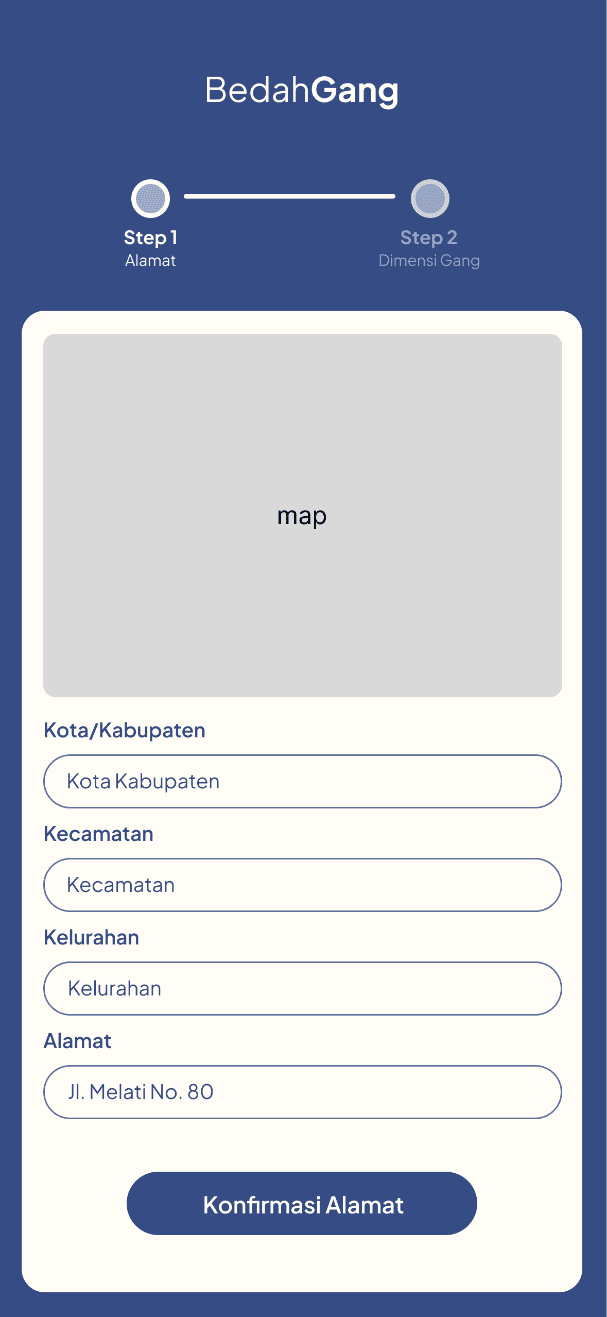 BedahGang
Step 1
Alamat
Step 2
Dimensi Gang
map
Kota/Kabupaten
Kota Kabupaten
Kecamatan
Kecamatan
Kelurahan
Kelurahan
Alamat
Jl. Melati No. 80
Konfirmasi Alamat